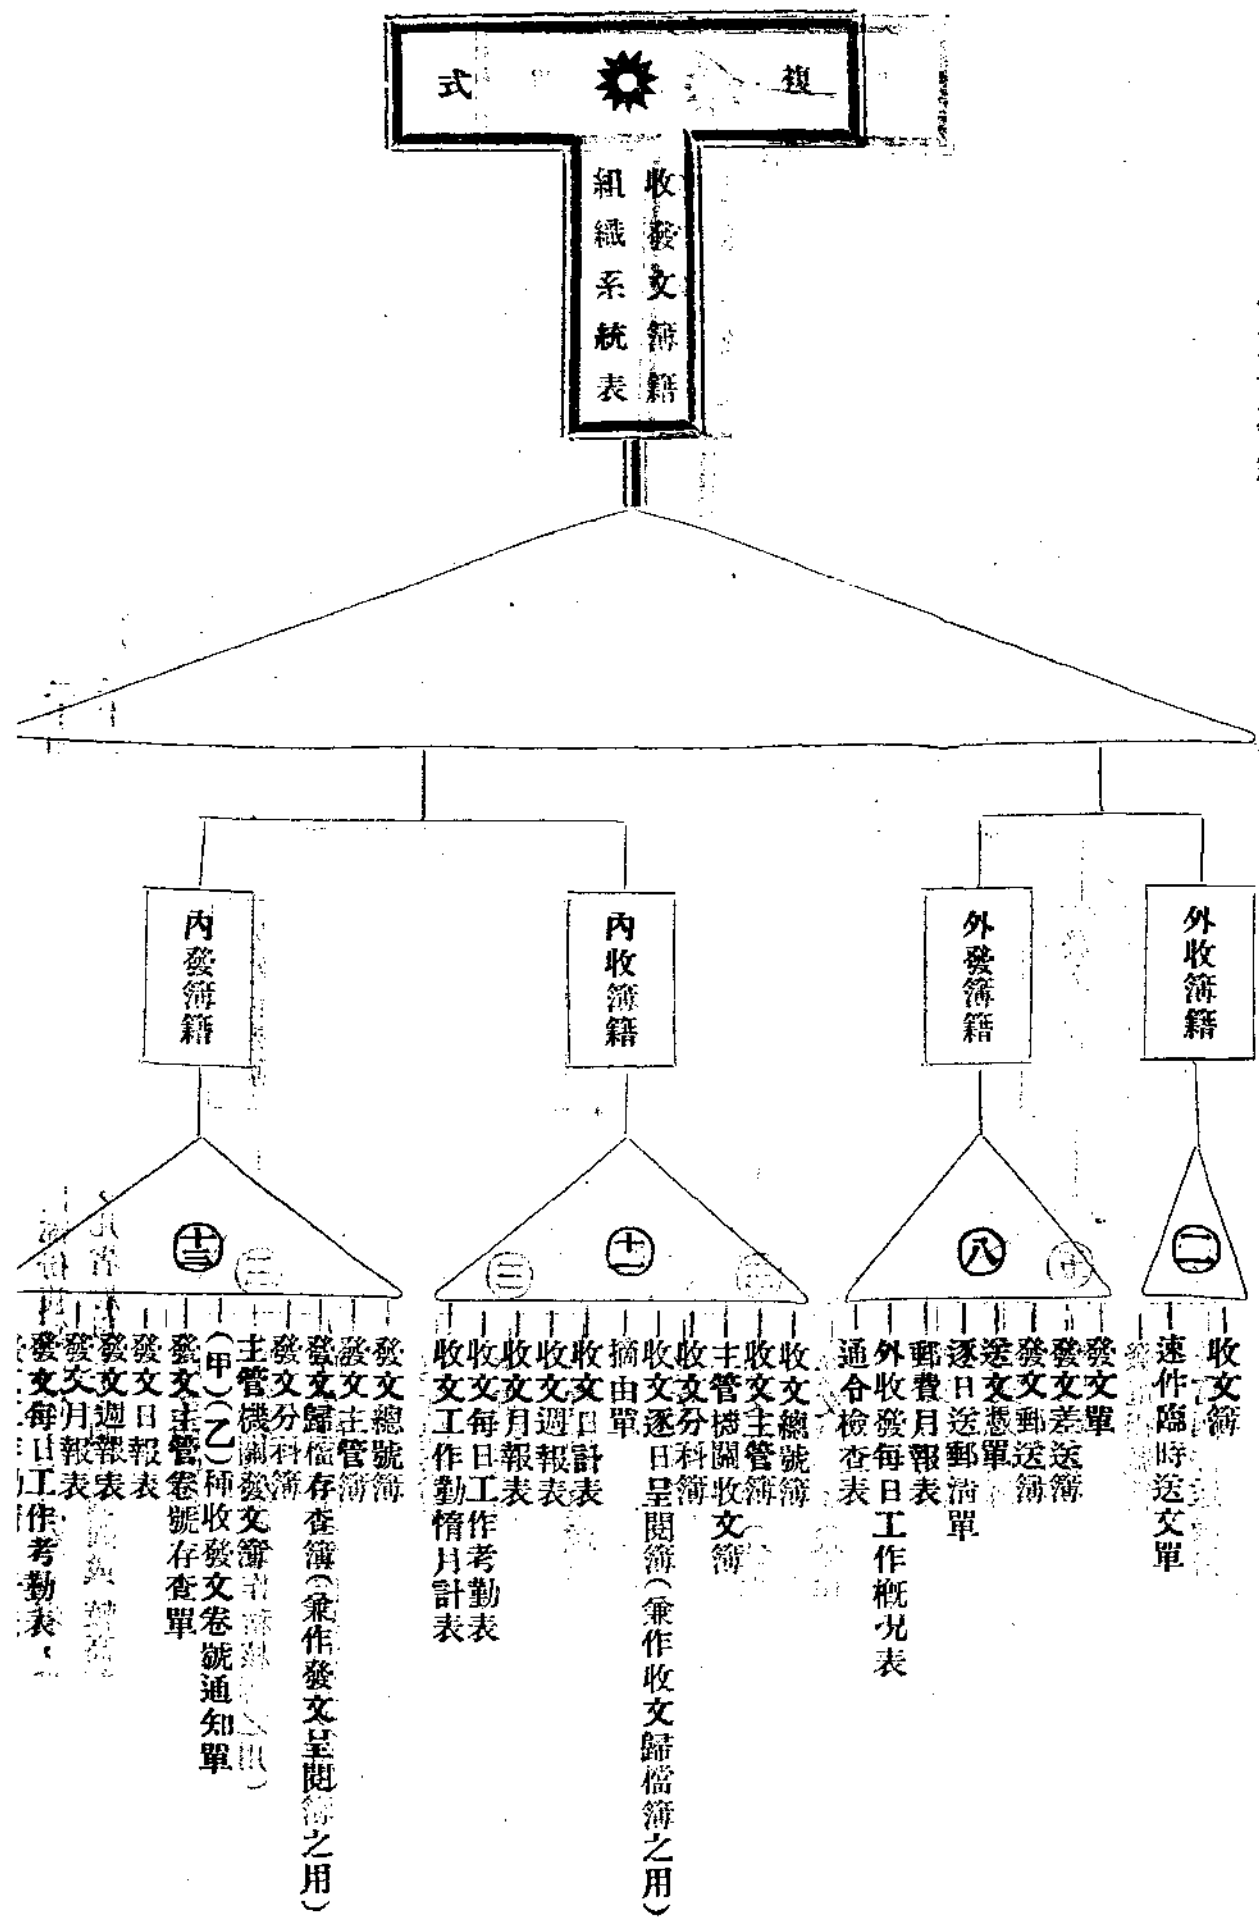 複式
收發文簿籍
組織系統表
外收簿籍
二
收文簿
速件臨時送文單
外發簿籍
八
發文單
發文差送簿
發文郵送簿
送文憑單
逐日送郵清單
郵費月報表
外收發每日工作概況表
通令檢查表
內收簿籍
十一
收文總號簿
收文主管簿
主管機關收文簿
收文分科簿
收文逐日呈閱簿(兼作收文歸檔簿之用)
摘由單
收文日計表
收文週報表
收文月報表
收文每日工作考勤表
收文工作勤惰月計表
內發簿籍
十三
發文總號簿
發文主管簿
發文歸檔存查簿(兼作發文呈閱簿之用)
發文分科簿
主管機關發文簿
(甲)(乙)種收發文卷號通知單
發文主管卷號存查單
發文日報表
發文週報表
發文月報表
發文每日工作考勤表